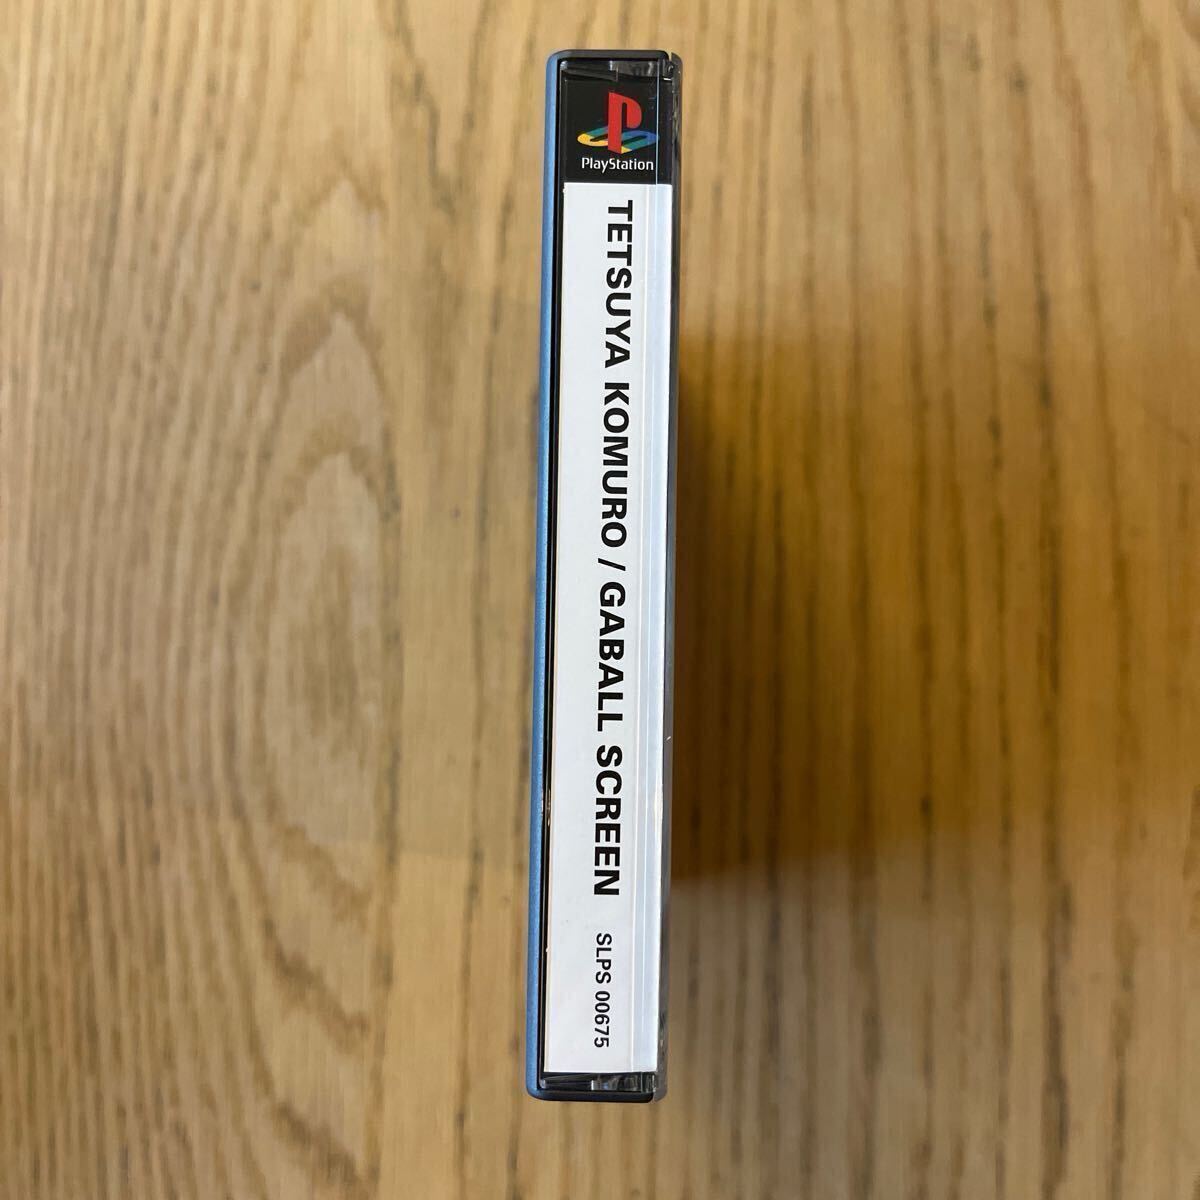 PlayStation
TETSUYA KOMURO / GABALL SCREEN
SLPS 00675